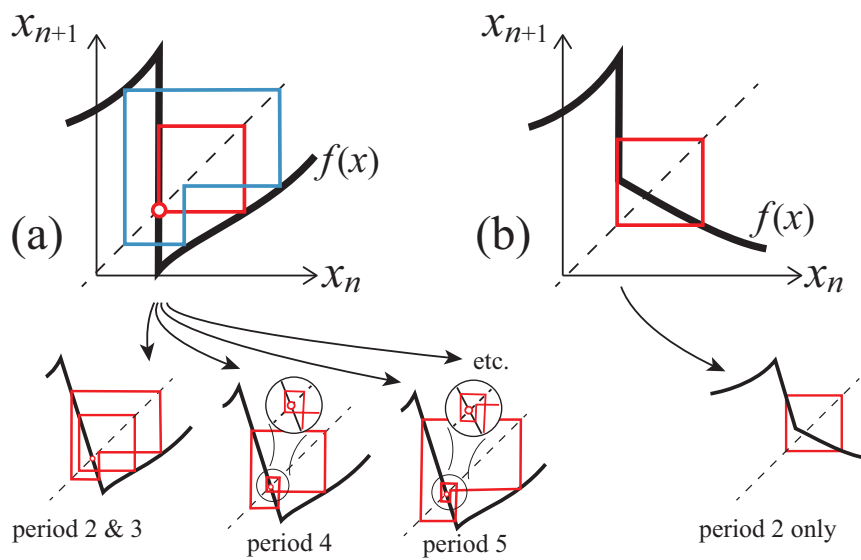 x_{n+1}
f(x)
(a)
x_n
x_{n+1}
f(x)
(b)
x_n
etc.
period 2 & 3
period 4
period 5
period 2 only